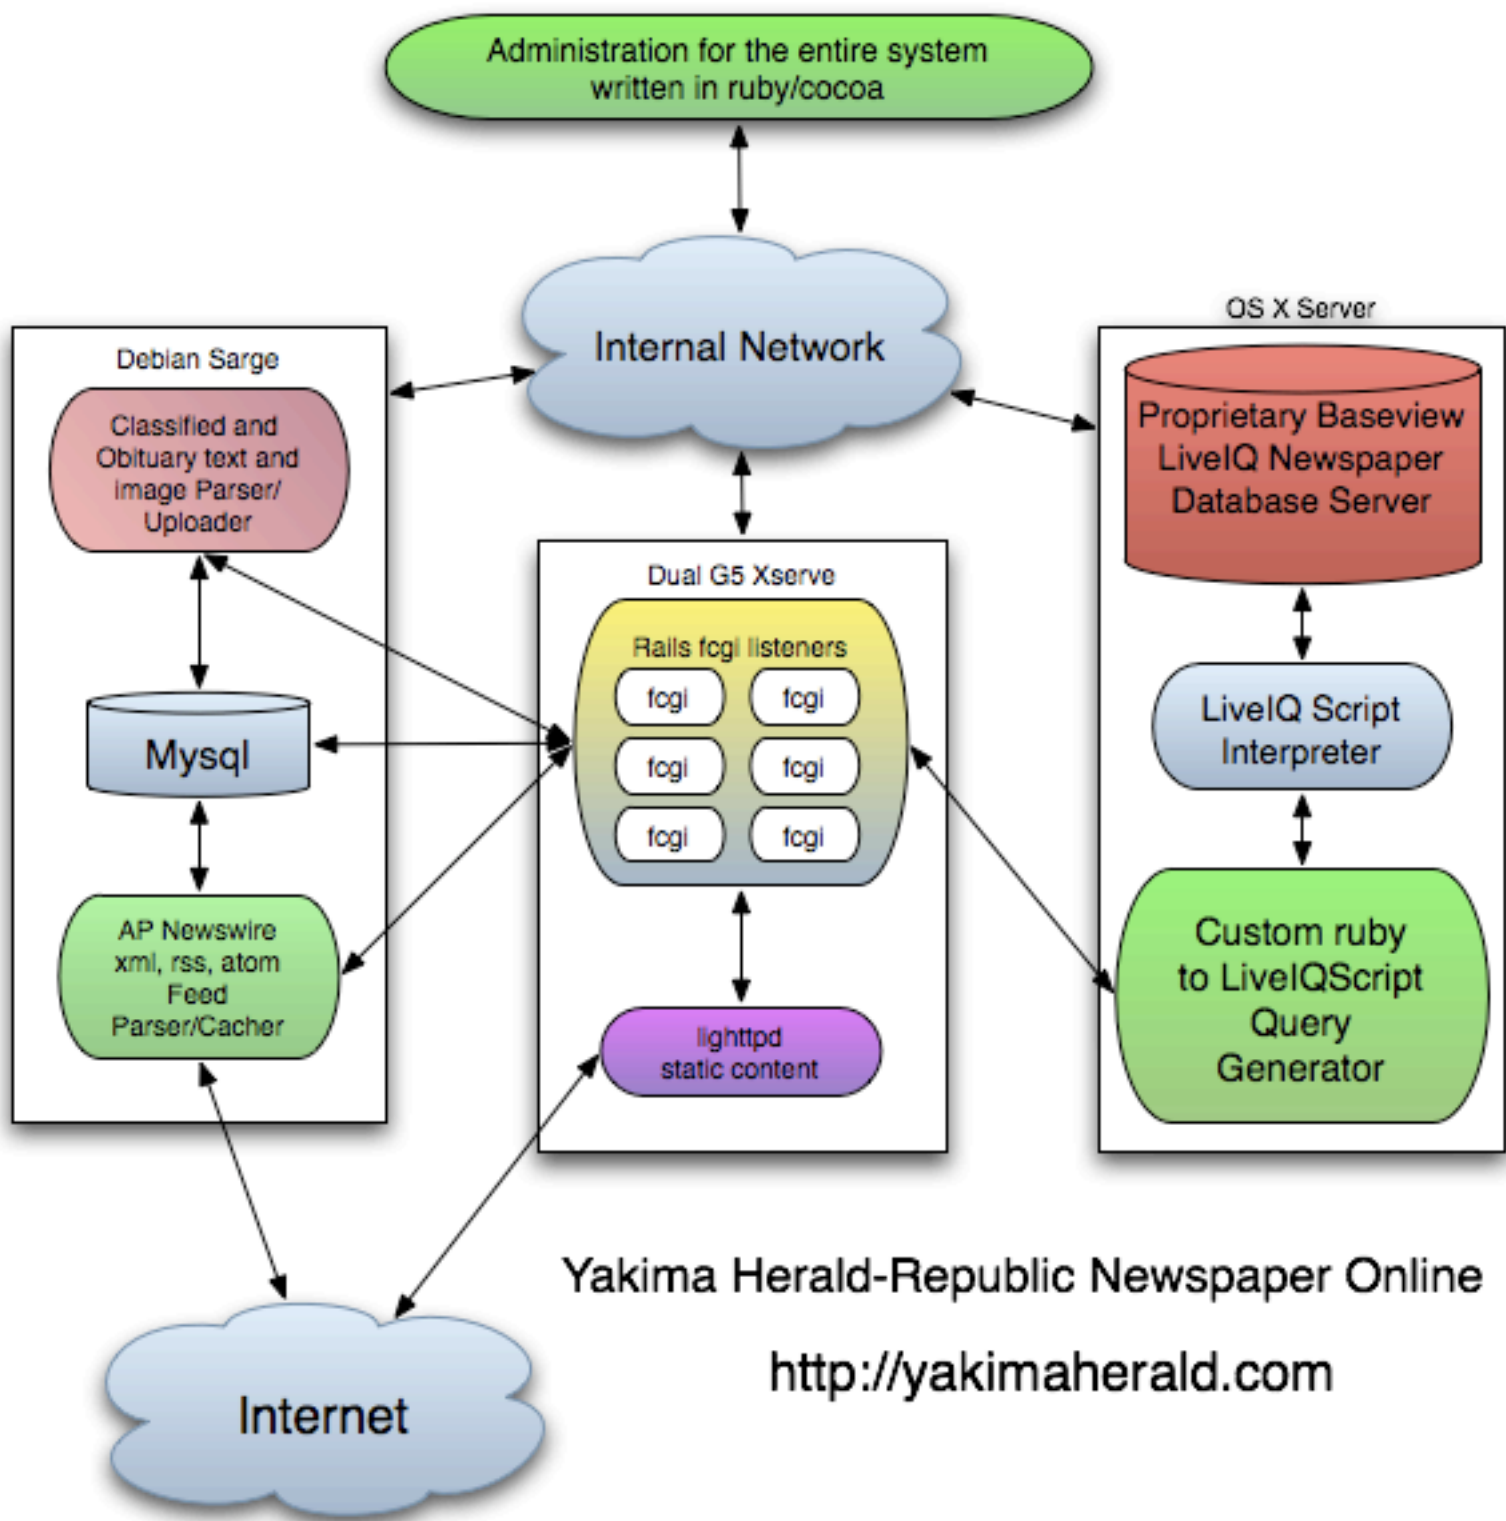 Administration for the entire system
written in ruby/cocoa
Internal Network
Debian Sarge
Classified and
Obituary text and
image Parser/
Uploader
Mysql
AP Newswire
xml, rss, atom
Feed
Parser/Cacher
Dual G5 Xserve
Rails fcgi listeners
fcgi fcgi
fcgi fcgi
fcgi fcgi
lighttpd
static content
OS X Server
Proprietary Baseview
LiveIQ Newspaper
Database Server
LiveIQ Script
Interpreter
Custom ruby
to LiveIQScript
Query
Generator
Internet
Yakima Herald-Republic Newspaper Online
http://yakimaherald.com